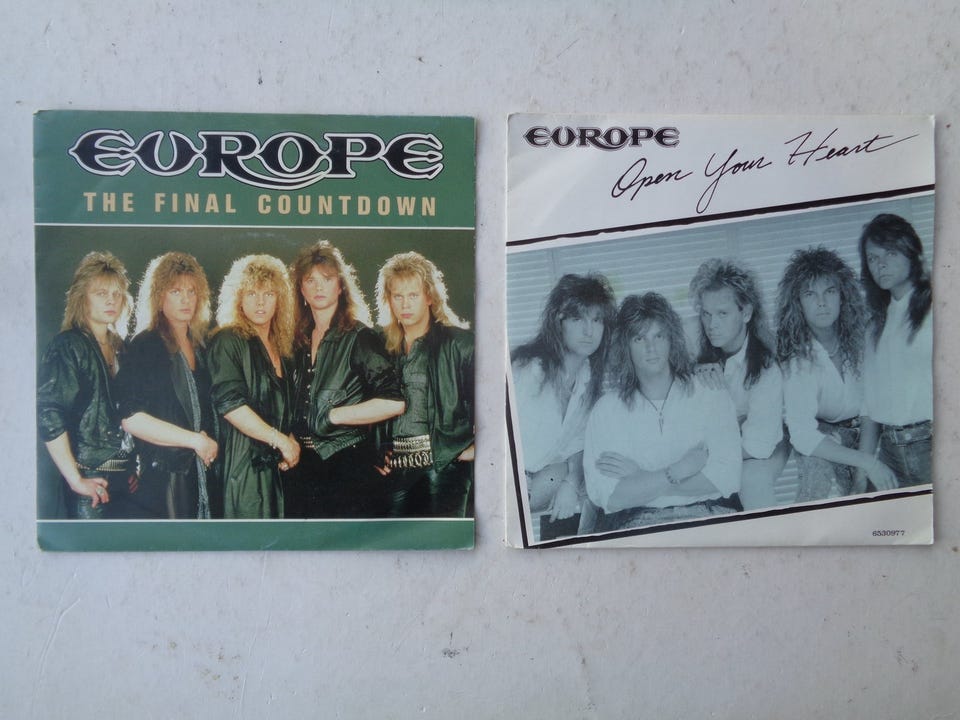 EUROPE
THE FINAL COUNTDOWN
EUROPE
Open Your Heart
6530977